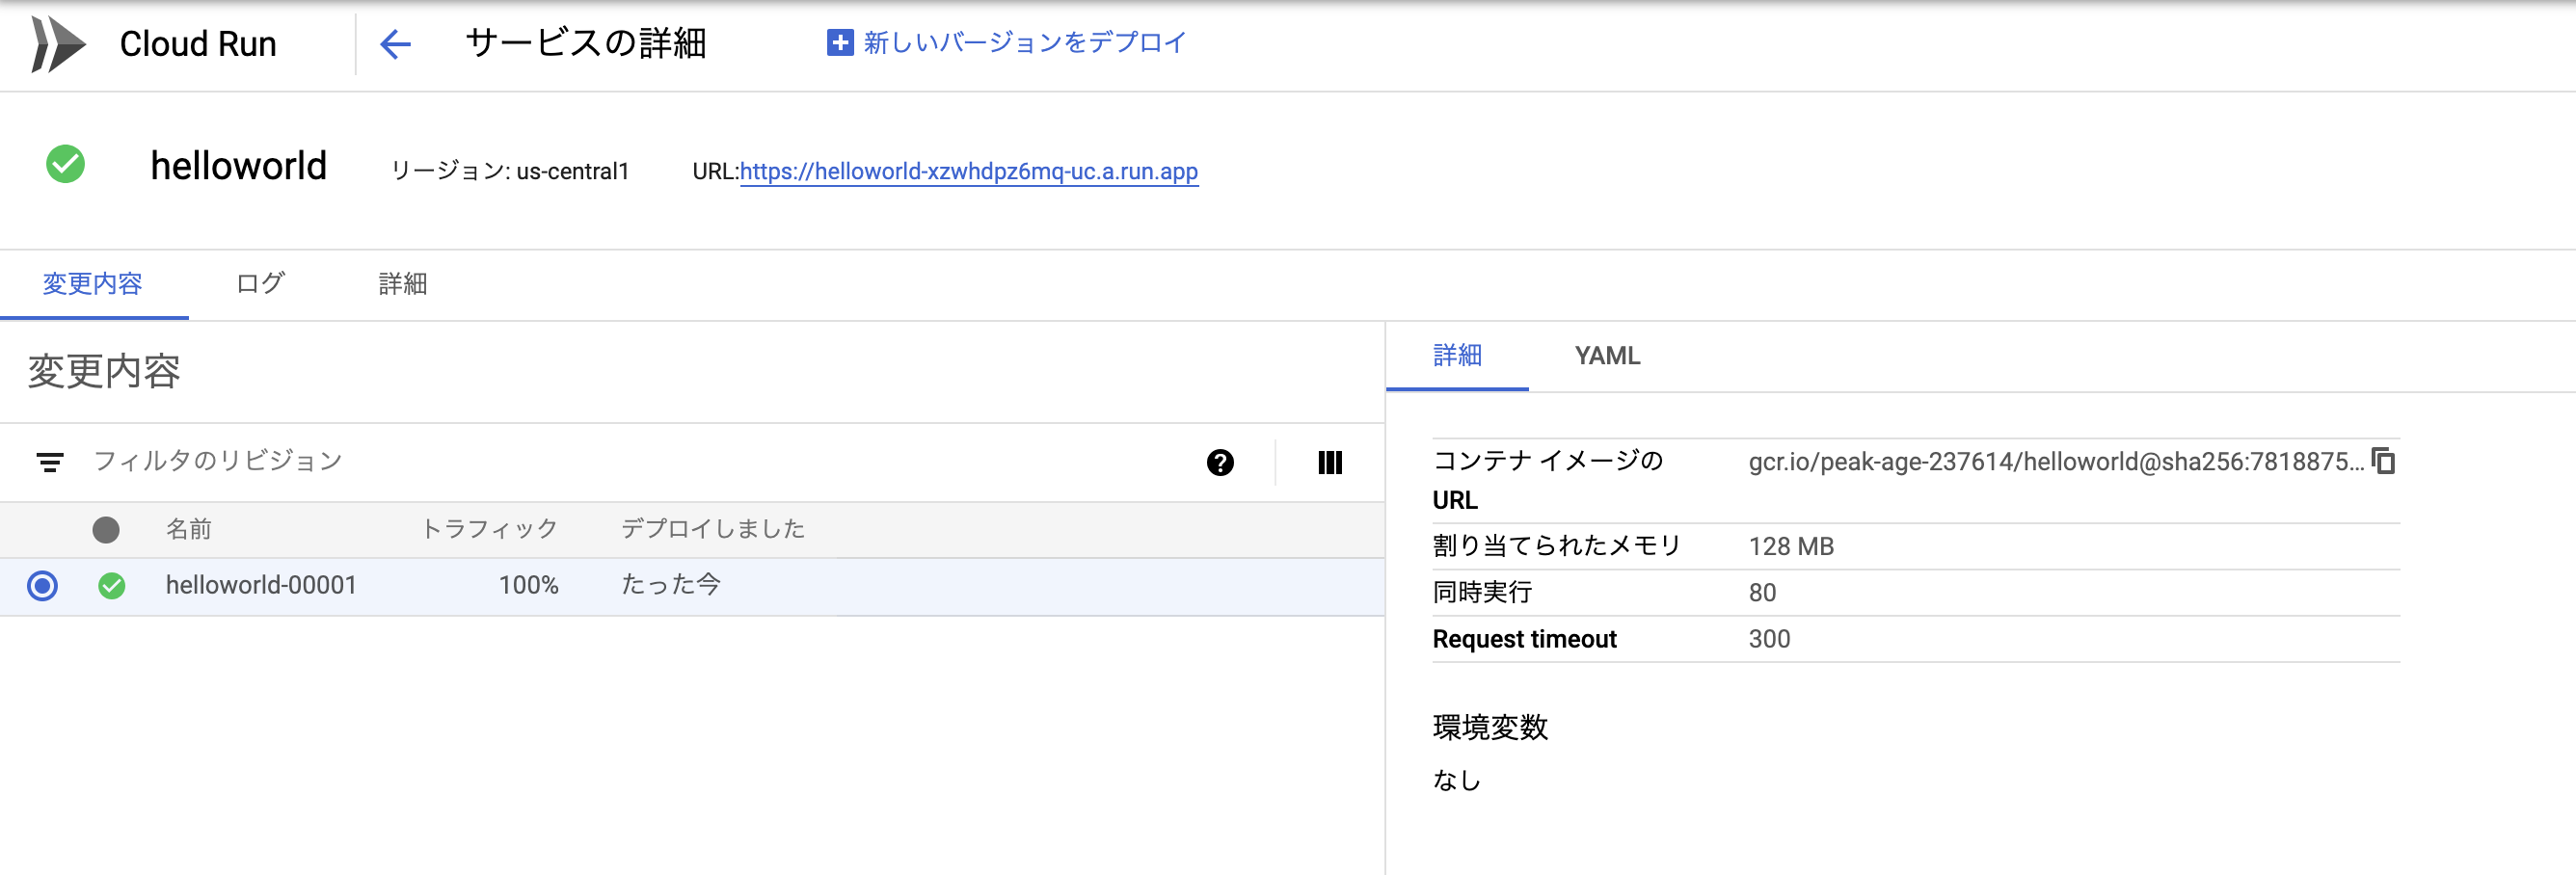 Cloud Run
サービスの詳細
新しいバージョンをデプロイ
helloworld
リージョン: us-central1
URL:https://helloworld-xzwhdpz6mq-uc.a.run.app
変更内容 ログ 詳細
変更内容
フィルタのリビジョン
名前 トラフィック デプロイしました
helloworld-00001 100% たった今
詳細 YAML
コンテナ イメージの gcr.io/peak-age-237614/helloworld@sha256:7818875...
URL
割り当てられたメモリ 128 MB
同時実行 80
Request timeout 300
環境変数
なし